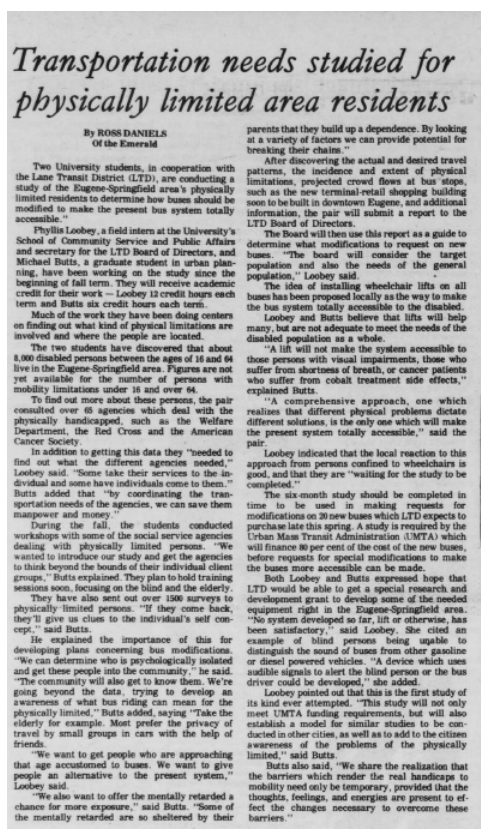 Transportation needs studied for
physically limited area residents
By ROSS DANIELS
Of the Emerald
Two University students, in cooperation with
the Lane Transit District (LTD), are conducting a
study of the Eugene-Springfield area's physically
limited residents to determine how buses should be
modified to make the present bus system totally
accessible."
Phyllis Loobey, a field intern at the University's
School of Community Service and Public Affairs
and secretary for the LTD Board of Directors, and
Michael Butts, a graduate student in urban plan-
ning, have been working on the study since the
beginning of fall term. They will receive academic
credit for their work — Loobey 12 credit hours each
term and Butts six credit hours each term.
Much of the work they have been doing centers
on finding out what kind of physical limitations are
involved and where the people are located.
The two students have discovered that about
8,000 disabled persons between the ages of 16 and 64
live in the Eugene-Springfield area. Figures are not
yet available for the number of persons with
mobility limitations under 16 and over 64.
To find out more about these persons, the pair
consulted over 65 agencies which deal with the
physically handicapped, such as the Welfare
Department, the Red Cross and the American
Cancer Society.
In addition to getting this data they "needed to
find out what the different agencies needed,"
Loobey said. "Some take their services to the in-
dividual and some have individuals come to them."
Butts added that "by coordinating the tran-
sportation needs of the agencies, we can save them
manpower and money."
During the fall, the students conducted
workshops with some of the social service agencies
dealing with physically limited persons. "We
wanted to introduce our study and get the agencies
to think beyond the bounds of their individual client
groups," Butts explained. They plan to hold training
sessions soon, focusing on the blind and the elderly.
They have also sent out over 1500 surveys to
physically limited persons. "If they come back,
they'll give us clues to the individual's self con-
cept," said Butts.
He explained the importance of this for
developing plans concerning bus modifications.
"We can determine who is psychologically isolated
and get these people into the community," he said.
"The community will also get to know them. We're
going beyond the data, trying to develop an
awareness of what bus riding can mean for the
physically limited," Butts added, saying "Take the
elderly for example. Most prefer the privacy of
travel by small groups in cars with the help of
friends.
"We want to get people who are approaching
that age accustomed to buses. We want to give
people an alternative to the present system,"
Loobey said.
"We also want to offer the mentally retarded a
chance for more exposure," said Butts. "Some of
the mentally retarded are so sheltered by their
parents that they build up a dependence. By looking
at a variety of factors we can provide potential for
breaking their chains."
After discovering the actual and desired travel
patterns, the incidence and extent of physical
limitations, projected crowd flows at bus stops,
such as the new terminal-retail shopping building
soon to be built in downtown Eugene, and additional
information, the pair will submit a report to the
LTD Board of Directors.
The Board will then use this report as a guide to
determine what modifications to request on new
buses. "The board will consider the target
population and also the needs of the general
population," Loobey said.
The idea of installing wheelchair lifts on all
buses has been proposed locally as the way to make
the bus system totally accessible to the disabled.
Loobey and Butts believe that lifts will help
many, but are not adequate to meet the needs of the
disabled population as a whole.
"A lift will not make the system accessible to
those persons with visual impairments, those who
suffer from shortness of breath, or cancer patients
who suffer from cobalt treatment side effects,"
explained Butts.
"A comprehensive approach, one which
realizes that different physical problems dictate
different solutions, is the only one which will make
the present system totally accessible," said the
pair.
Loobey indicated that the local reaction to this
approach from persons confined to wheelchairs is
good, and that they are "waiting for the study to be
completed."
The six-month study should be completed in
time to be used in making requests for
modifications on 20 new buses which LTD expects to
purchase late this spring. A study is required by the
Urban Mass Transit Administration (UMTA) which
will finance 80 per cent of the cost of the new buses,
before requests for special modifications to make
the buses more accessible can be made.
Both Loobey and Butts expressed hope that
LTD would be able to get a special research and
development grant to develop some of the needed
equipment right in the Eugene-Springfield area.
"No system developed so far, lift or otherwise, has
been satisfactory," said Loobey. She cited an
example of blind persons being unable to
distinguish the sound of buses from other gasoline
or diesel powered vehicles. "A device which uses
audible signals to alert the blind person or the bus
driver could be developed," she added.
Loobey pointed out that this is the first study of
its kind ever attempted. "This study will not only
meet UMTA funding requirements, but will also
establish a model for similar studies to be con-
ducted in other cities, as well as to add to the citizen
awareness of the problems of the physically
limited," said Butts.
Butts also said, "We share the realization that
the barriers which render the real handicaps to
mobility need only be temporary, provided that the
thoughts, feelings, and energies are present to ef-
fect the changes necessary to overcome these
barriers."